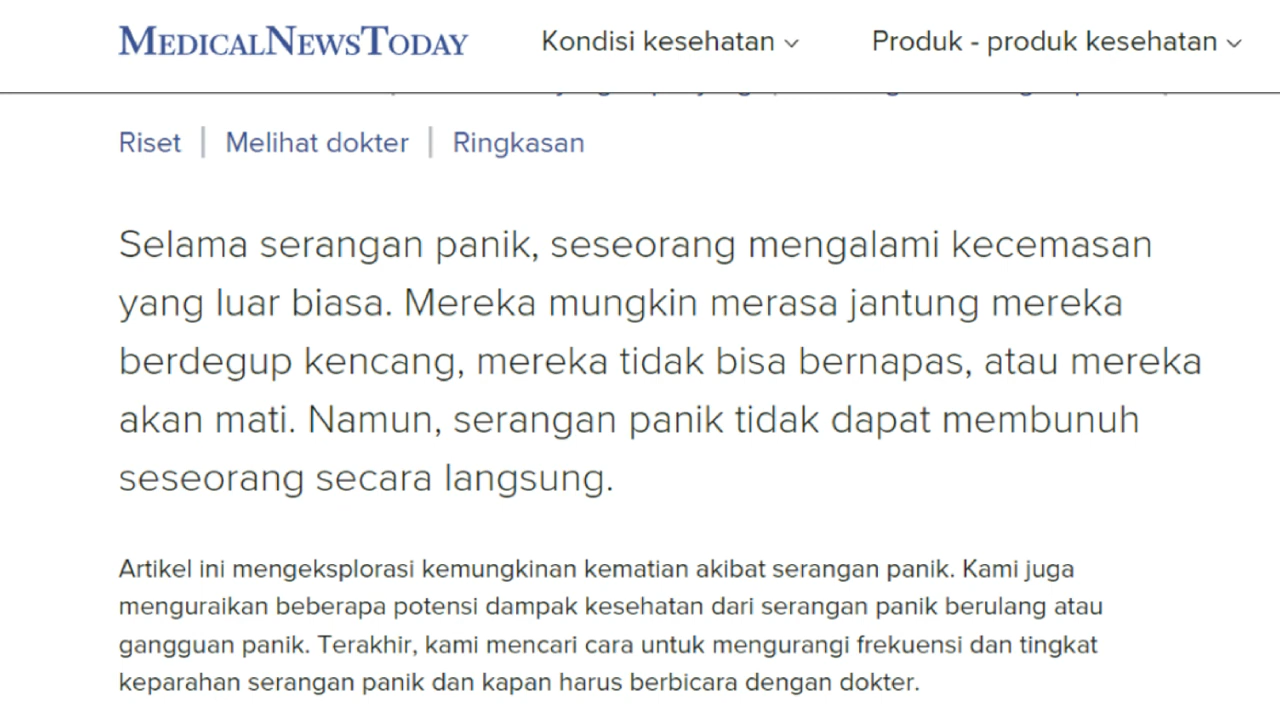 MEDICALNEWSTODAY
Kondisi kesehatan
Produk - produk kesehatan
Riset | Melihat dokter | Ringkasan
Selama serangan panik, seseorang mengalami kecemasan
yang luar biasa. Mereka mungkin merasa jantung mereka
berdegup kencang, mereka tidak bisa bernapas, atau mereka
akan mati. Namun, serangan panik tidak dapat membunuh
seseorang secara langsung.
Artikel ini mengeksplorasi kemungkinan kematian akibat serangan panik. Kami juga
menguraikan beberapa potensi dampak kesehatan dari serangan panik berulang atau
gangguan panik. Terakhir, kami mencari cara untuk mengurangi frekuensi dan tingkat
keparahan serangan panik dan kapan harus berbicara dengan dokter.